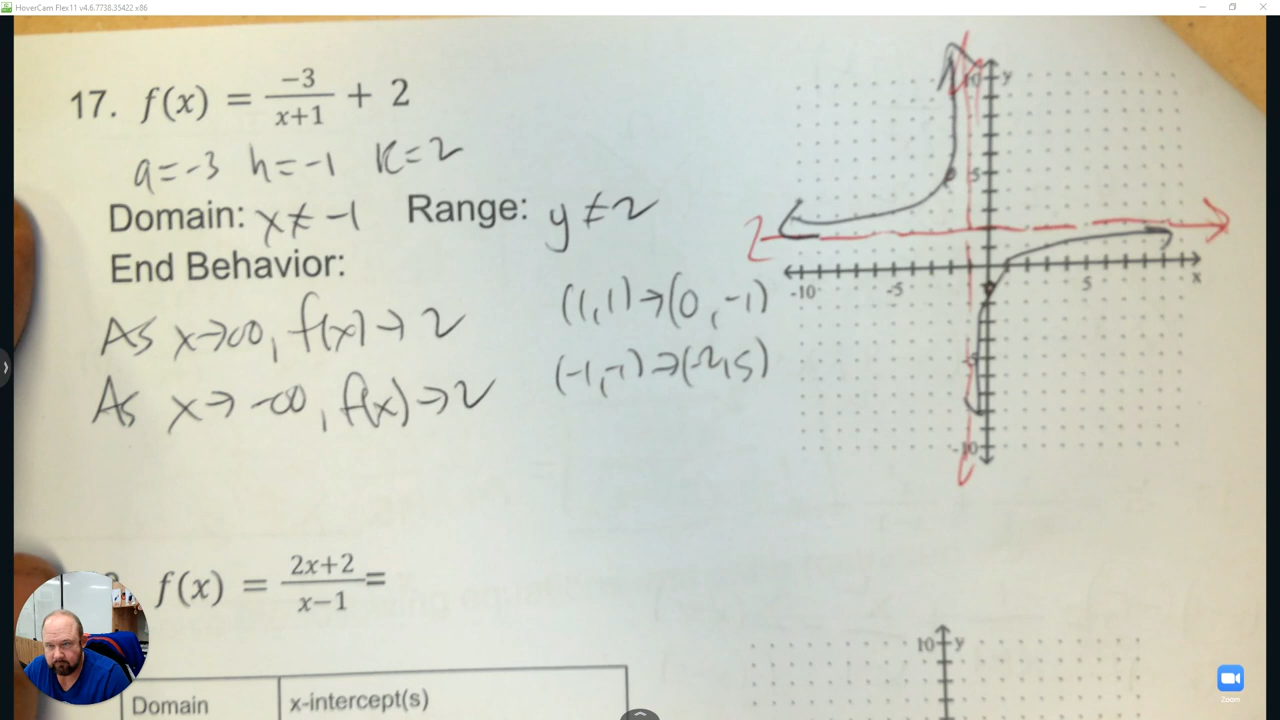 HoverCam Flex11 v4.6.7738.35422 x86
17. f(x) = -3/x+1 + 2
a=-3 h=-1 k=2
Domain: x≠-1 Range: y≠2
End Behavior:
As x→∞, f(x)→2
As x→-∞, f(x)→2
(1,1)→(0,-1)
(-1,-1)→(-2,5)
10 y
5
-10 -5 5 x
-5
-10
f(x) = 2x+2/x-1 =
10 y
Domain x-intercept(s)
Zoom